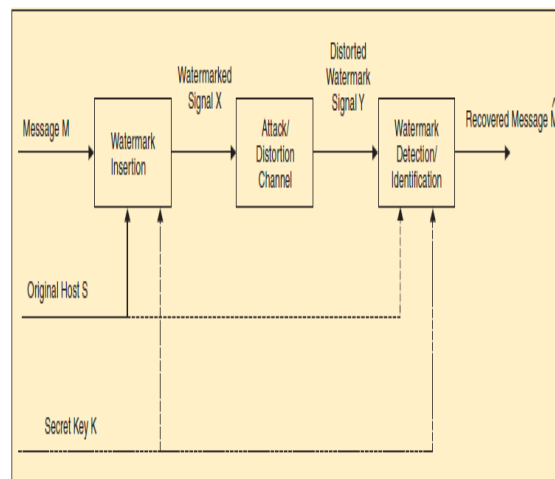 Watermarked
Signal X
Distorted
Watermark
Signal Y
Message M
Watermark
Insertion
Attack/
Distortion
Channel
Watermark
Detection/
Identification
Recovered Message M̂
Original Host S
Secret Key K